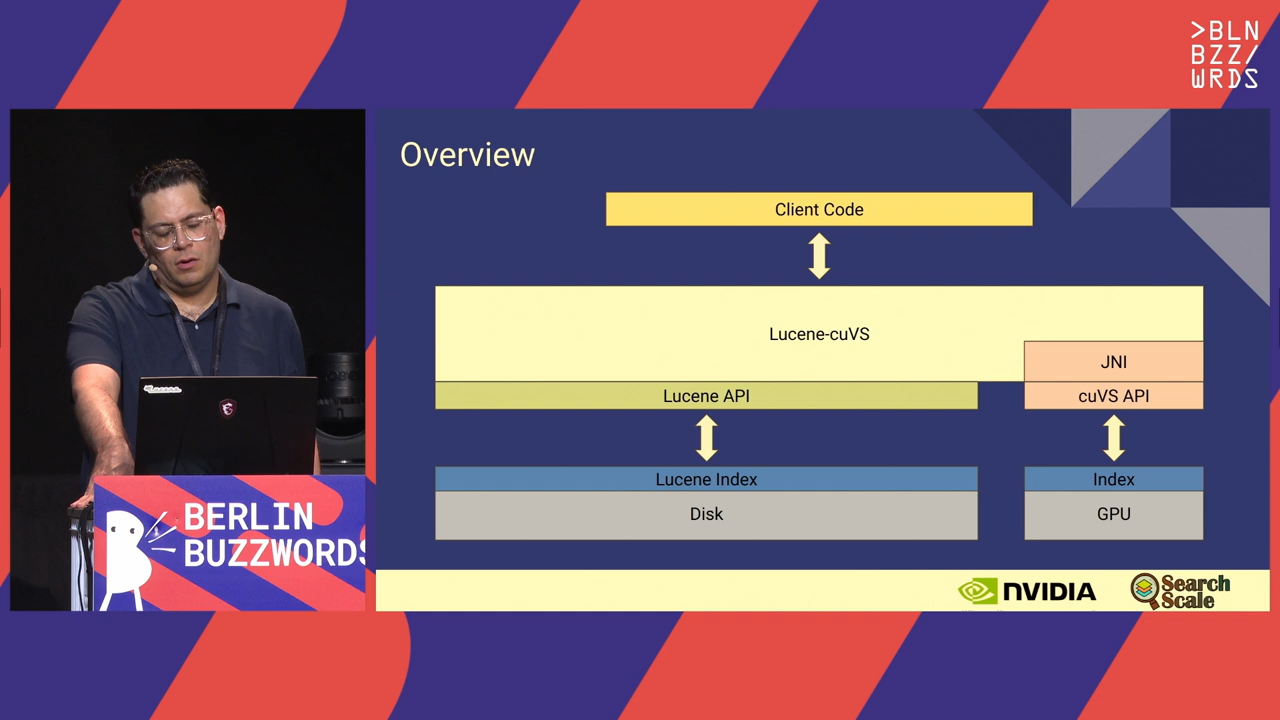 >BLN
BZZ/
WRDS
Overview
Client Code
Lucene-cuVS
JNI
Lucene API
cuVS API
Lucene Index
Index
Disk
GPU
BERLIN
BUZZWORDS
NVIDIA
Search
Scale